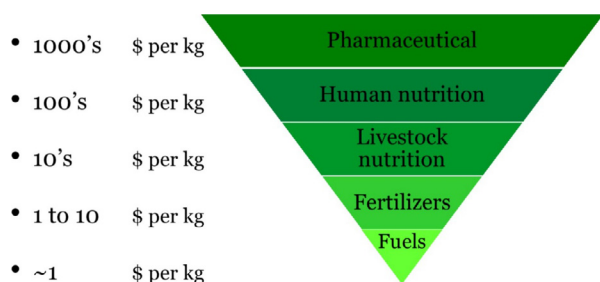 • 1000's $ per kg
Pharmaceutical
• 100's $ per kg
Human nutrition
• 10's $ per kg
Livestock
nutrition
• 1 to 10 $ per kg
Fertilizers
Fuels
• ~1 $ per kg